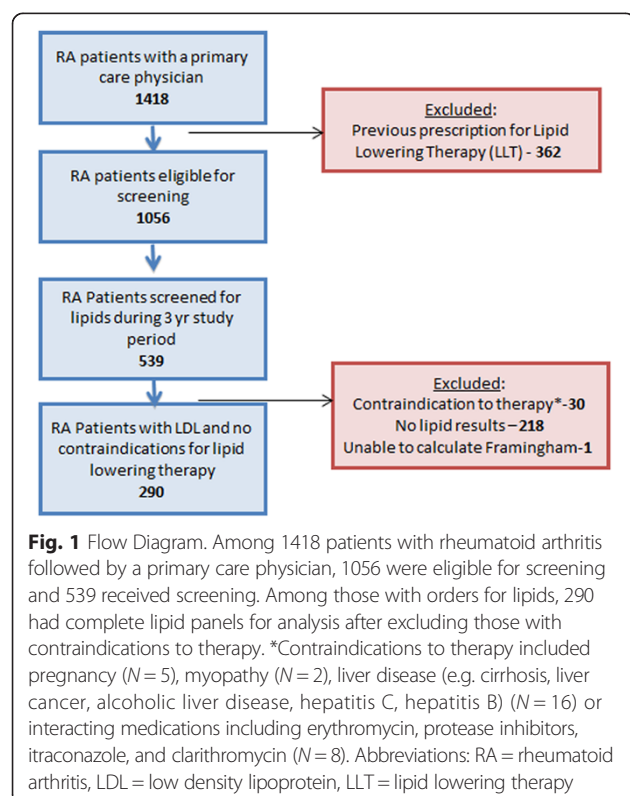 RA patients with a primary
care physician
1418
Excluded:
Previous prescription for Lipid
Lowering Therapy (LLT) - 362
RA patients eligible for
screening
1056
RA Patients screened for
lipids during 3 yr study
period
539
Excluded:
Contraindication to therapy*-30
No lipid results –218
Unable to calculate Framingham-1
RA Patients with LDL and no
contraindications for lipid
lowering therapy
290
Fig. 1 Flow Diagram. Among 1418 patients with rheumatoid arthritis
followed by a primary care physician, 1056 were eligible for screening
and 539 received screening. Among those with orders for lipids, 290
had complete lipid panels for analysis after excluding those with
contraindications to therapy. *Contraindications to therapy included
pregnancy (N = 5), myopathy (N = 2), liver disease (e.g. cirrhosis, liver
cancer, alcoholic liver disease, hepatitis C, hepatitis B) (N = 16) or
interacting medications including erythromycin, protease inhibitors,
itraconazole, and clarithromycin (N = 8). Abbreviations: RA = rheumatoid
arthritis, LDL = low density lipoprotein, LLT = lipid lowering therapy